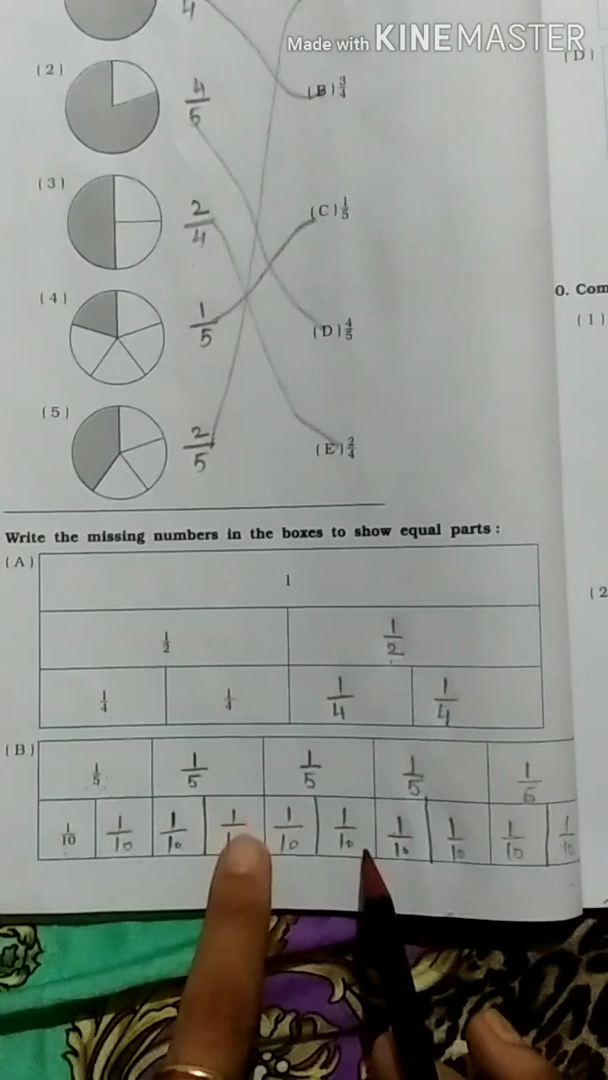 4
Made with KINEMASTER
(D)
(2)
4/5
(B) 3/4
(3)
2/4
(C) 1/5
(4)
1/5
(D) 4/5
0. Com
(1)
(5)
2/5
(E) 2/4
Write the missing numbers in the boxes to show equal parts :
(A)
1
1/2 1/2
1/4 1/4 1/4 1/4
(2
(B)
1/5 1/5 1/5 1/5 1/5
1/10 1/10 1/10 1/10 1/10 1/10 1/10 1/10 1/10